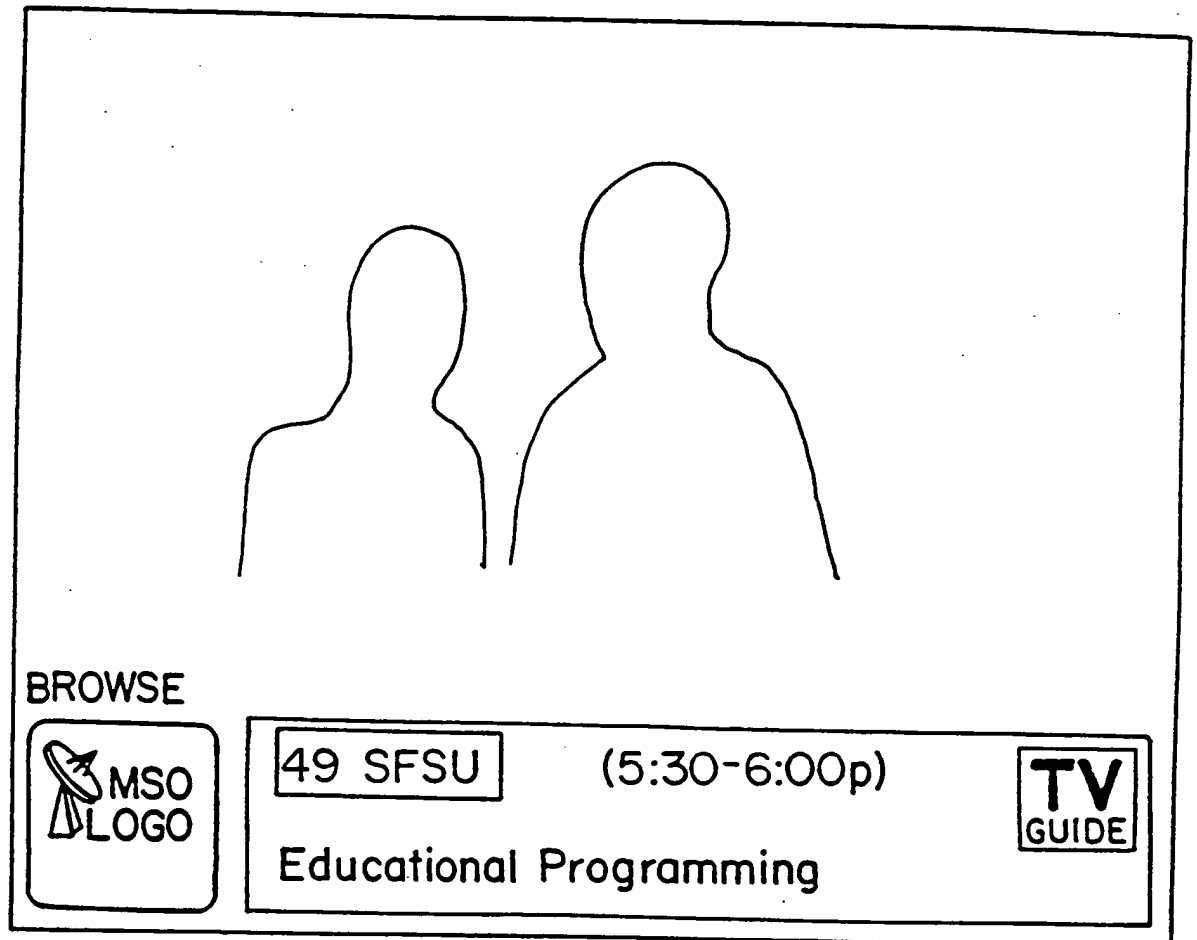 BROWSE
MSO
LOGO
49 SFSU (5:30-6:00p)
Educational Programming
TV
GUIDE